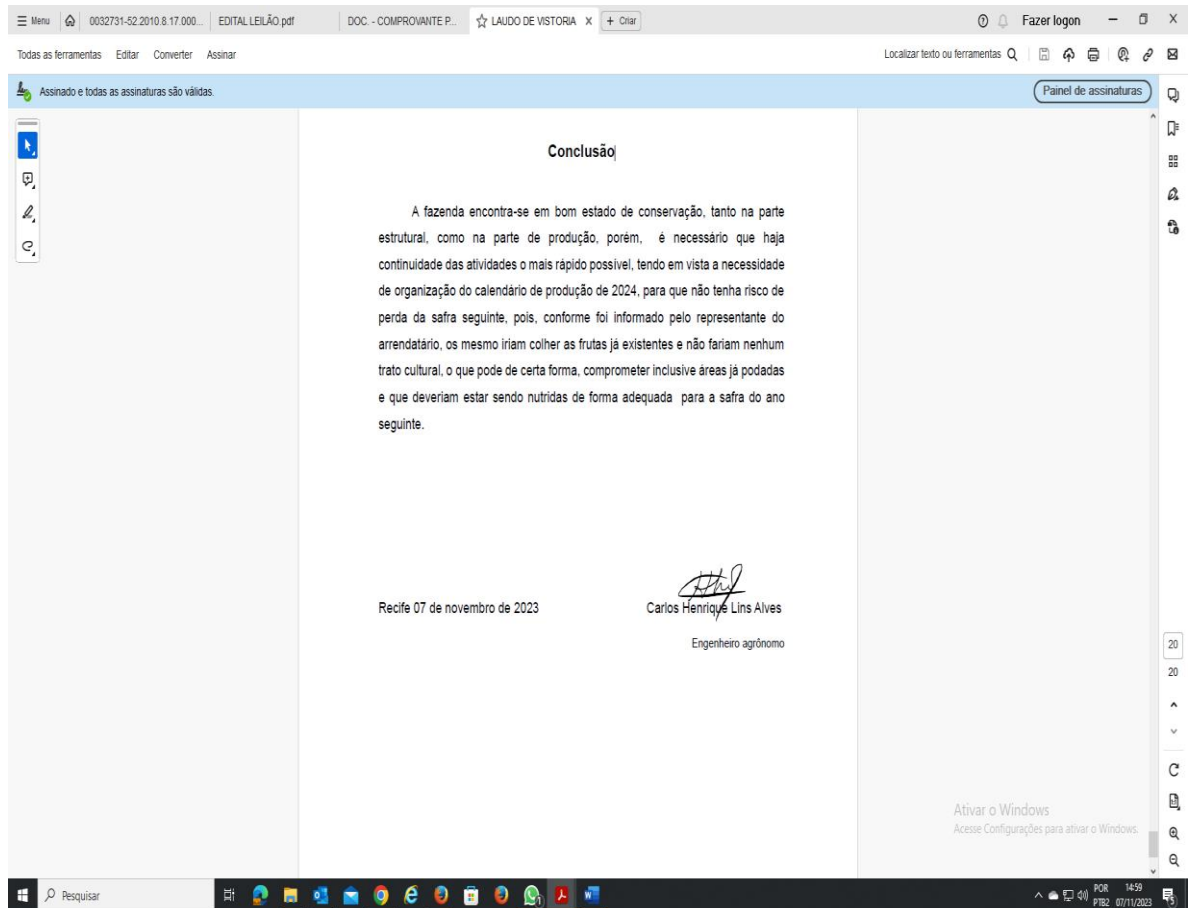 Menu
0032731-52.2010.8.17.000...
EDITAL LEILÃO.pdf
DOC. - COMPROVANTE P...
LAUDO DE VISTORIA
Criar
Fazer logon
Todas as ferramentas Editar Converter Assinar
Localizar texto ou ferramentas
Assinado e todas as assinaturas são válidas.
Painel de assinaturas
Conclusão
A fazenda encontra-se em bom estado de conservação, tanto na parte
estrutural, como na parte de produção, porém, é necessário que haja
continuidade das atividades o mais rápido possível, tendo em vista a necessidade
de organização do calendário de produção de 2024, para que não tenha risco de
perda da safra seguinte, pois, conforme foi informado pelo representante do
arrendatário, os mesmo iriam colher as frutas já existentes e não fariam nenhum
trato cultural, o que pode de certa forma, comprometer inclusive áreas já podadas
e que deveriam estar sendo nutridas de forma adequada para a safra do ano
seguinte.
Recife 07 de novembro de 2023
Carlos Henrique Lins Alves
Engenheiro agrônomo
20
20
Ativar o Windows
Acesse Configurações para ativar o Windows.
Pesquisar
POR 14:59
PTB2 07/11/2023